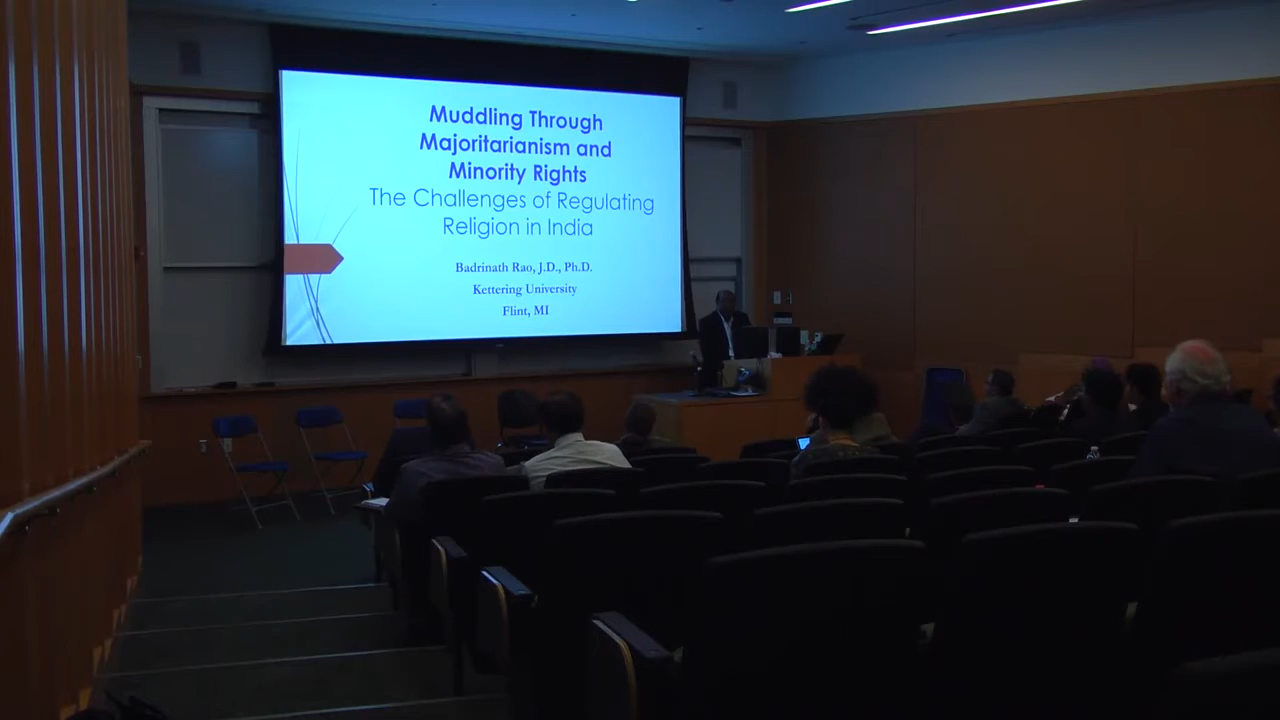 Muddling Through
Majoritarianism and
Minority Rights
The Challenges of Regulating
Religion in India
Badrinath Rao, J.D., Ph.D.
Kettering University
Flint, MI